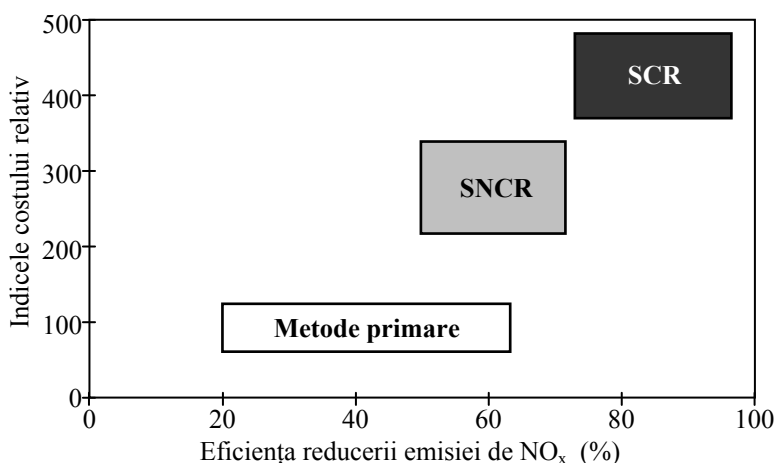 500
400
300
200
100
0
Indicele costului relativ
SCR
SNCR
Metode primare
0 20 40 60 80 100
Eficiența reducerii emisiei de NOₓ (%)